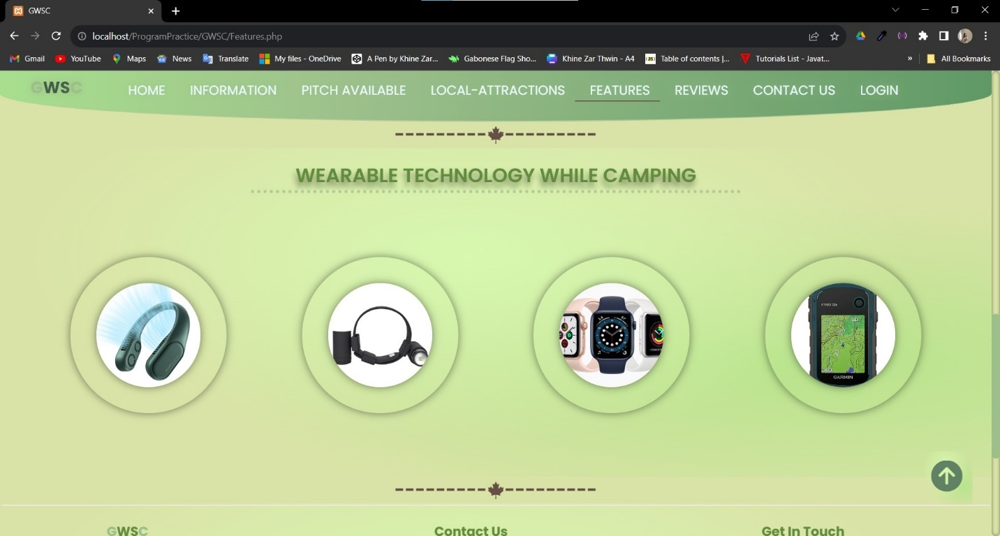 GWSC
localhost/ProgramPractice/GWSC/Features.php
Gmail YouTube Maps News Translate My files - OneDrive A Pen by Khine Zar... Gabonese Flag Sho... Khine Zar Thwin - A4 Table of contents |... Tutorials List - Javat... » All Bookmarks
GWSC HOME INFORMATION PITCH AVAILABLE LOCAL-ATTRACTIONS FEATURES REVIEWS CONTACT US LOGIN
WEARABLE TECHNOLOGY WHILE CAMPING
ETREX 22x
GARMIN
GWSC Contact Us Get In Touch